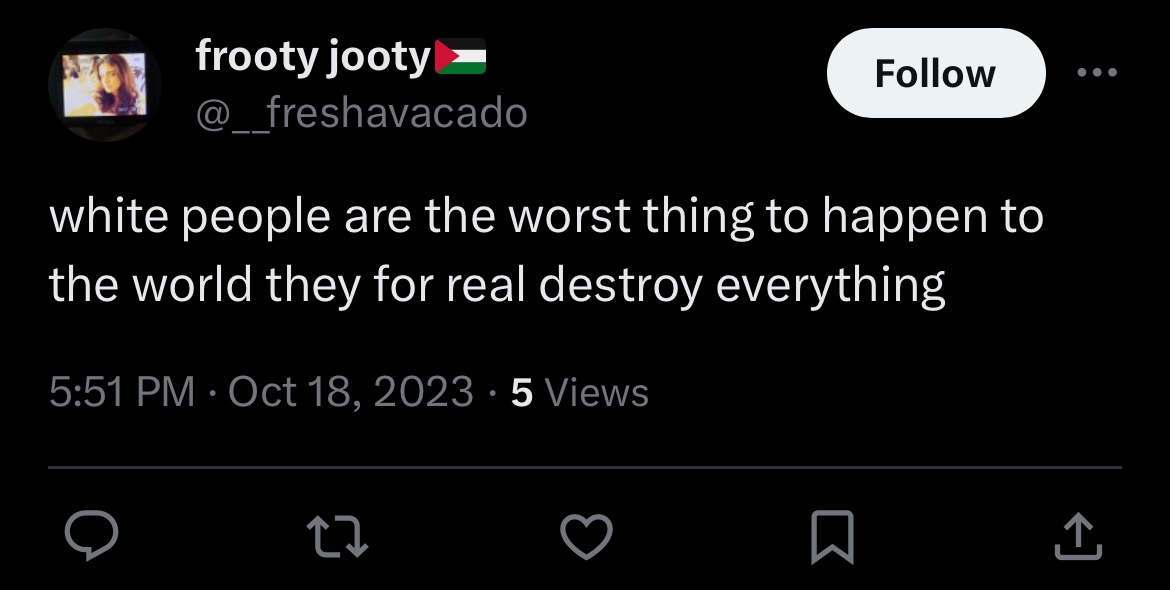 frooty jooty🇵🇸
Follow
@__freshavacado
white people are the worst thing to happen to
the world they for real destroy everything
5:51 PM · Oct 18, 2023 · 5 Views